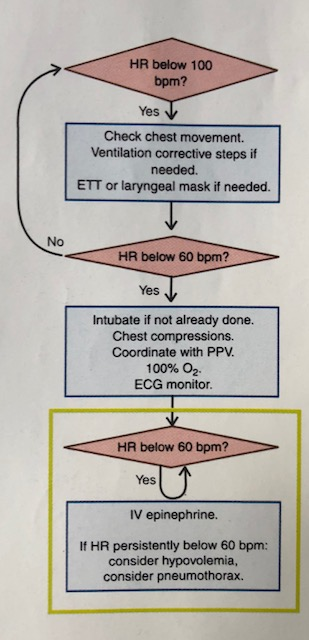 HR below 100
bpm?
Yes
Check chest movement.
Ventilation corrective steps if
needed.
ETT or laryngeal mask if needed.
No
HR below 60 bpm?
Yes
Intubate if not already done.
Chest compressions.
Coordinate with PPV.
100% O₂.
ECG monitor.
HR below 60 bpm?
Yes
IV epinephrine.
If HR persistently below 60 bpm:
consider hypovolemia,
consider pneumothorax.